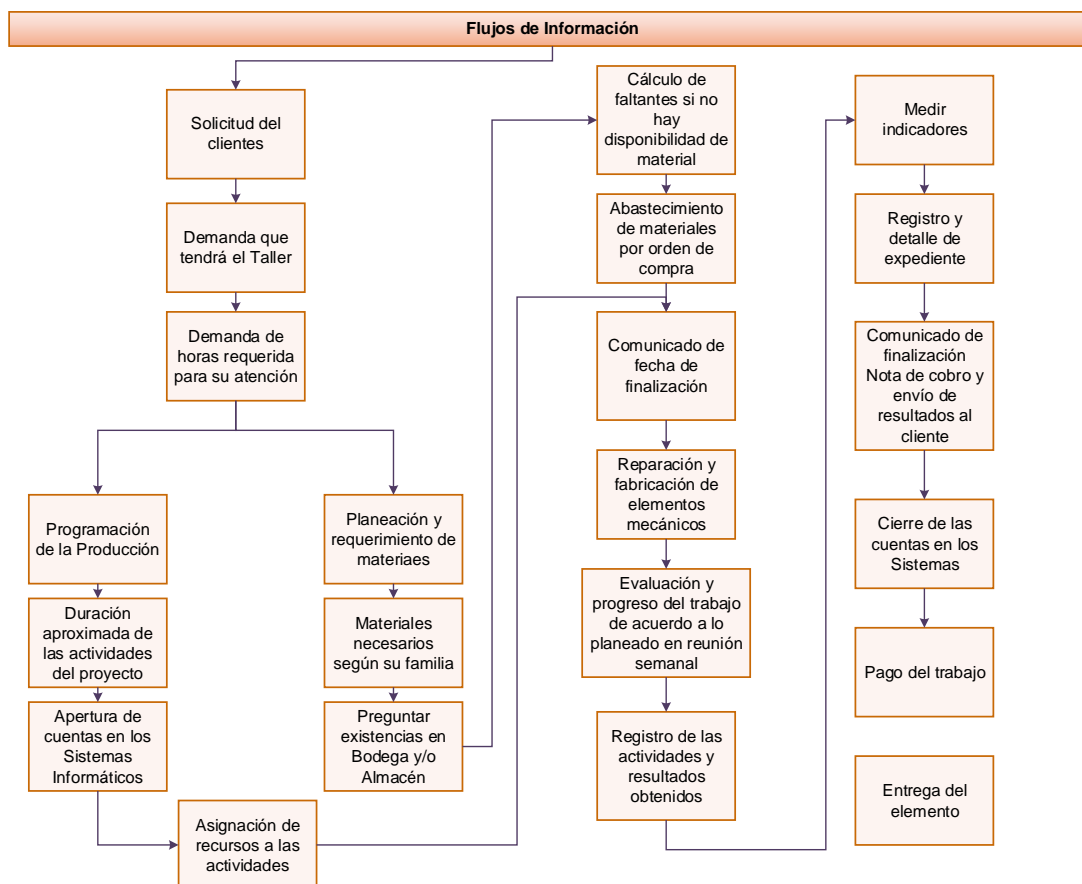 Flujos de Información
Solicitud del
clientes
Demanda que
tendrá el Taller
Demanda de
horas requerida
para su atención
Programación
de la Producción
Duración
aproximada de
las actividades
del proyecto
Apertura de
cuentas en los
Sistemas
Informáticos
Asignación de
recursos a las
actividades
Planeación y
requerimiento de
materiaes
Materiales
necesarios
según su familia
Preguntar
existencias en
Bodega y/o
Almacén
Cálculo de
faltantes si no
hay
disponibilidad de
material
Abastecimiento
de materiales
por orden de
compra
Comunicado de
fecha de
finalización
Reparación y
fabricación de
elementos
mecánicos
Evaluación y
progreso del trabajo
de acuerdo a lo
planeado en reunión
semanal
Registro de las
actividades y
resultados
obtenidos
Medir
indicadores
Registro y
detalle de
expediente
Comunicado de
finalización
Nota de cobro y
envío de
resultados al
cliente
Cierre de las
cuentas en los
Sistemas
Pago del trabajo
Entrega del
elemento